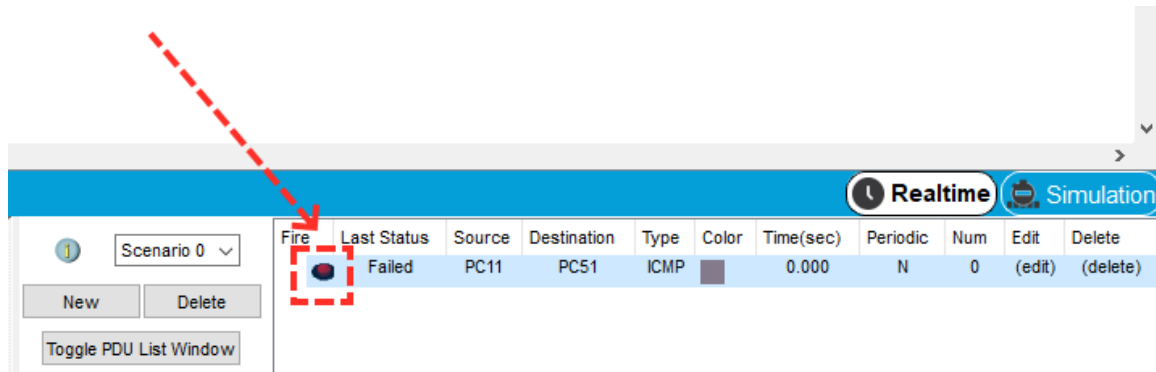 Realtime Simulation
Scenario 0
Fire Last Status Source Destination Type Color Time(sec) Periodic Num Edit Delete
Failed PC11 PC51 ICMP 0.000 N 0 (edit) (delete)
New Delete
Toggle PDU List Window